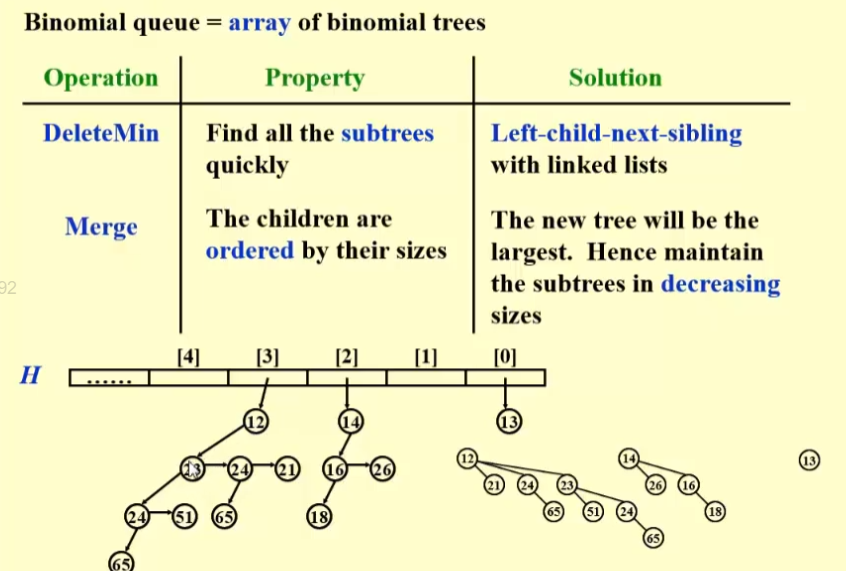 Binomial queue = array of binomial trees
Operation Property Solution
DeleteMin Find all the subtrees quickly Left-child-next-sibling with linked lists
Merge The children are ordered by their sizes The new tree will be the largest. Hence maintain the subtrees in decreasing sizes
92
[4] [3] [2] [1] [0]
H ......
12 14 13
23 24 21 16 26
24 51 65 18
65
12 14 13
21 24 23 26 16
65 51 24 18
65